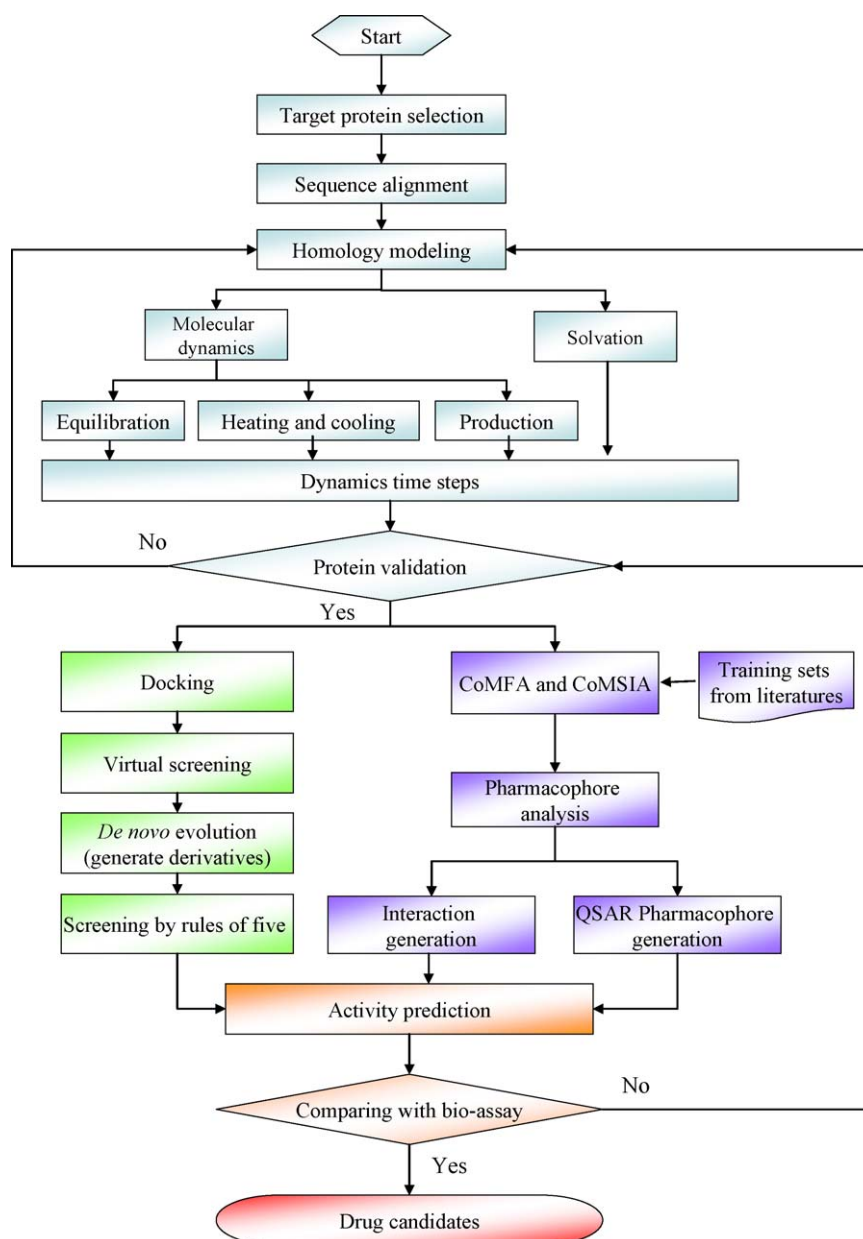 Start
Target protein selection
Sequence alignment
Homology modeling
Molecular
dynamics
Solvation
Equilibration
Heating and cooling
Production
Dynamics time steps
No
Protein validation
Yes
Docking
CoMFA and CoMSIA
Training sets
from literatures
Virtual screening
Pharmacophore
analysis
De novo evolution
(generate derivatives)
Screening by rules of five
Interaction
generation
QSAR Pharmacophore
generation
Activity prediction
No
Comparing with bio-assay
Yes
Drug candidates